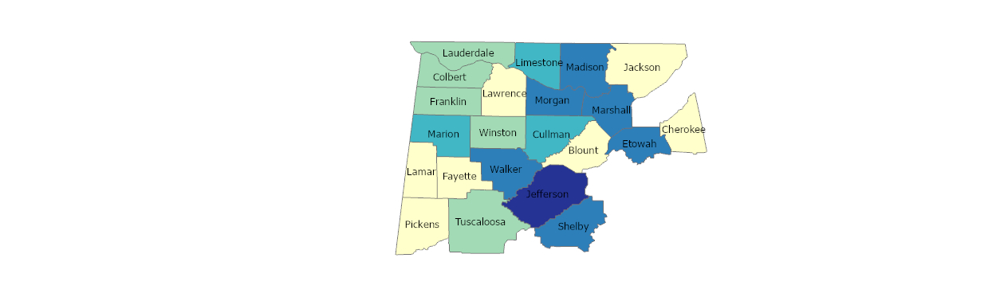 Lauderdale
Limestone
Madison
Jackson
Colbert
Lawrence
Franklin
Morgan
Marshall
Marion
Winston
Cullman
Cherokee
Etowah
Blount
Lamar
Fayette
Walker
Jefferson
Pickens
Tuscaloosa
Shelby